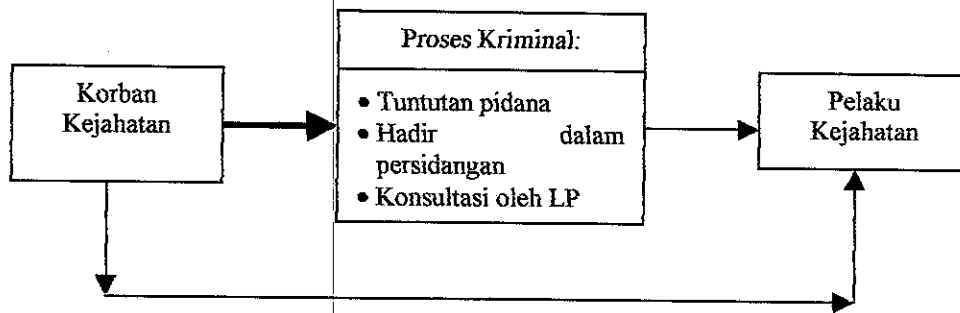 Korban
Kejahatan
Proses Kriminal:
• Tuntutan pidana
• Hadir dalam
persidangan
• Konsultasi oleh LP
Pelaku
Kejahatan